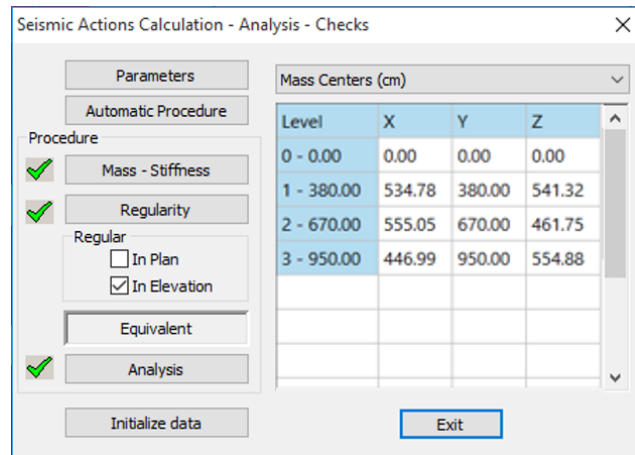 Seismic Actions Calculation - Analysis - Checks
Parameters
Automatic Procedure
Procedure
Mass - Stiffness
Regularity
Regular
In Plan
In Elevation
Equivalent
Analysis
Initialize data
Mass Centers (cm)
Level X Y Z
0 - 0.00 0.00 0.00 0.00
1 - 380.00 534.78 380.00 541.32
2 - 670.00 555.05 670.00 461.75
3 - 950.00 446.99 950.00 554.88
Exit